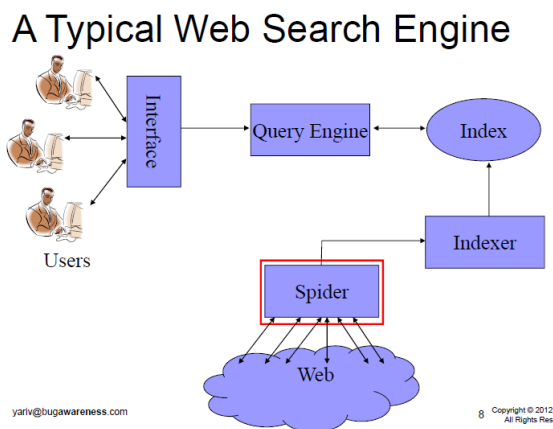 A Typical Web Search Engine
Interface
Query Engine
Index
Users
Indexer
Spider
Web
yariv@bugawareness.com
8
Copyright © 2012
All Rights Res